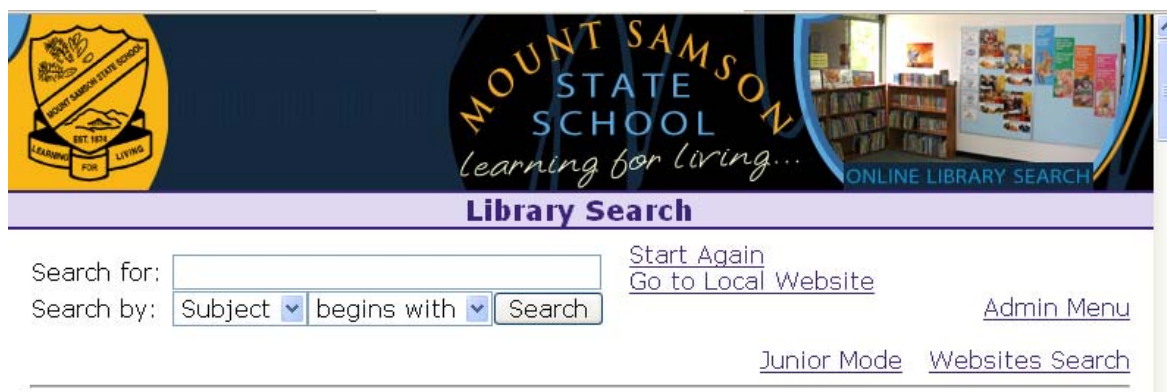 MOUNT SAMSON STATE SCHOOL
EST. 1874
LEARNING FOR LIVING
MOUNT SAMSON
STATE
SCHOOL
learning for living...
ONLINE LIBRARY SEARCH
Library Search
Search for:
Start Again
Go to Local Website
Search by: Subject begins with Search
Admin Menu
Junior Mode Websites Search